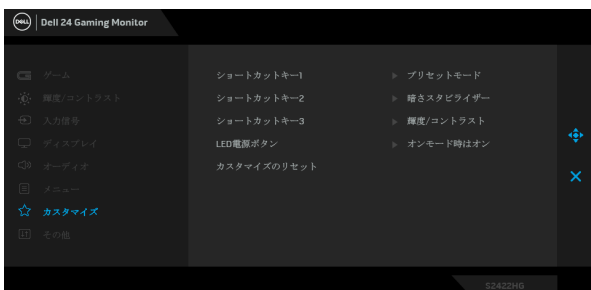 DELL Dell 24 Gaming Monitor
ゲーム
輝度/コントラスト
入力信号
ディスプレイ
オーディオ
メニュー
カスタマイズ
その他
ショートカットキー1 プリセットモード
ショートカットキー2 暗さスタビライザー
ショートカットキー3 輝度/コントラスト
LED電源ボタン オンモード時はオン
カスタマイズのリセット
S2422HG